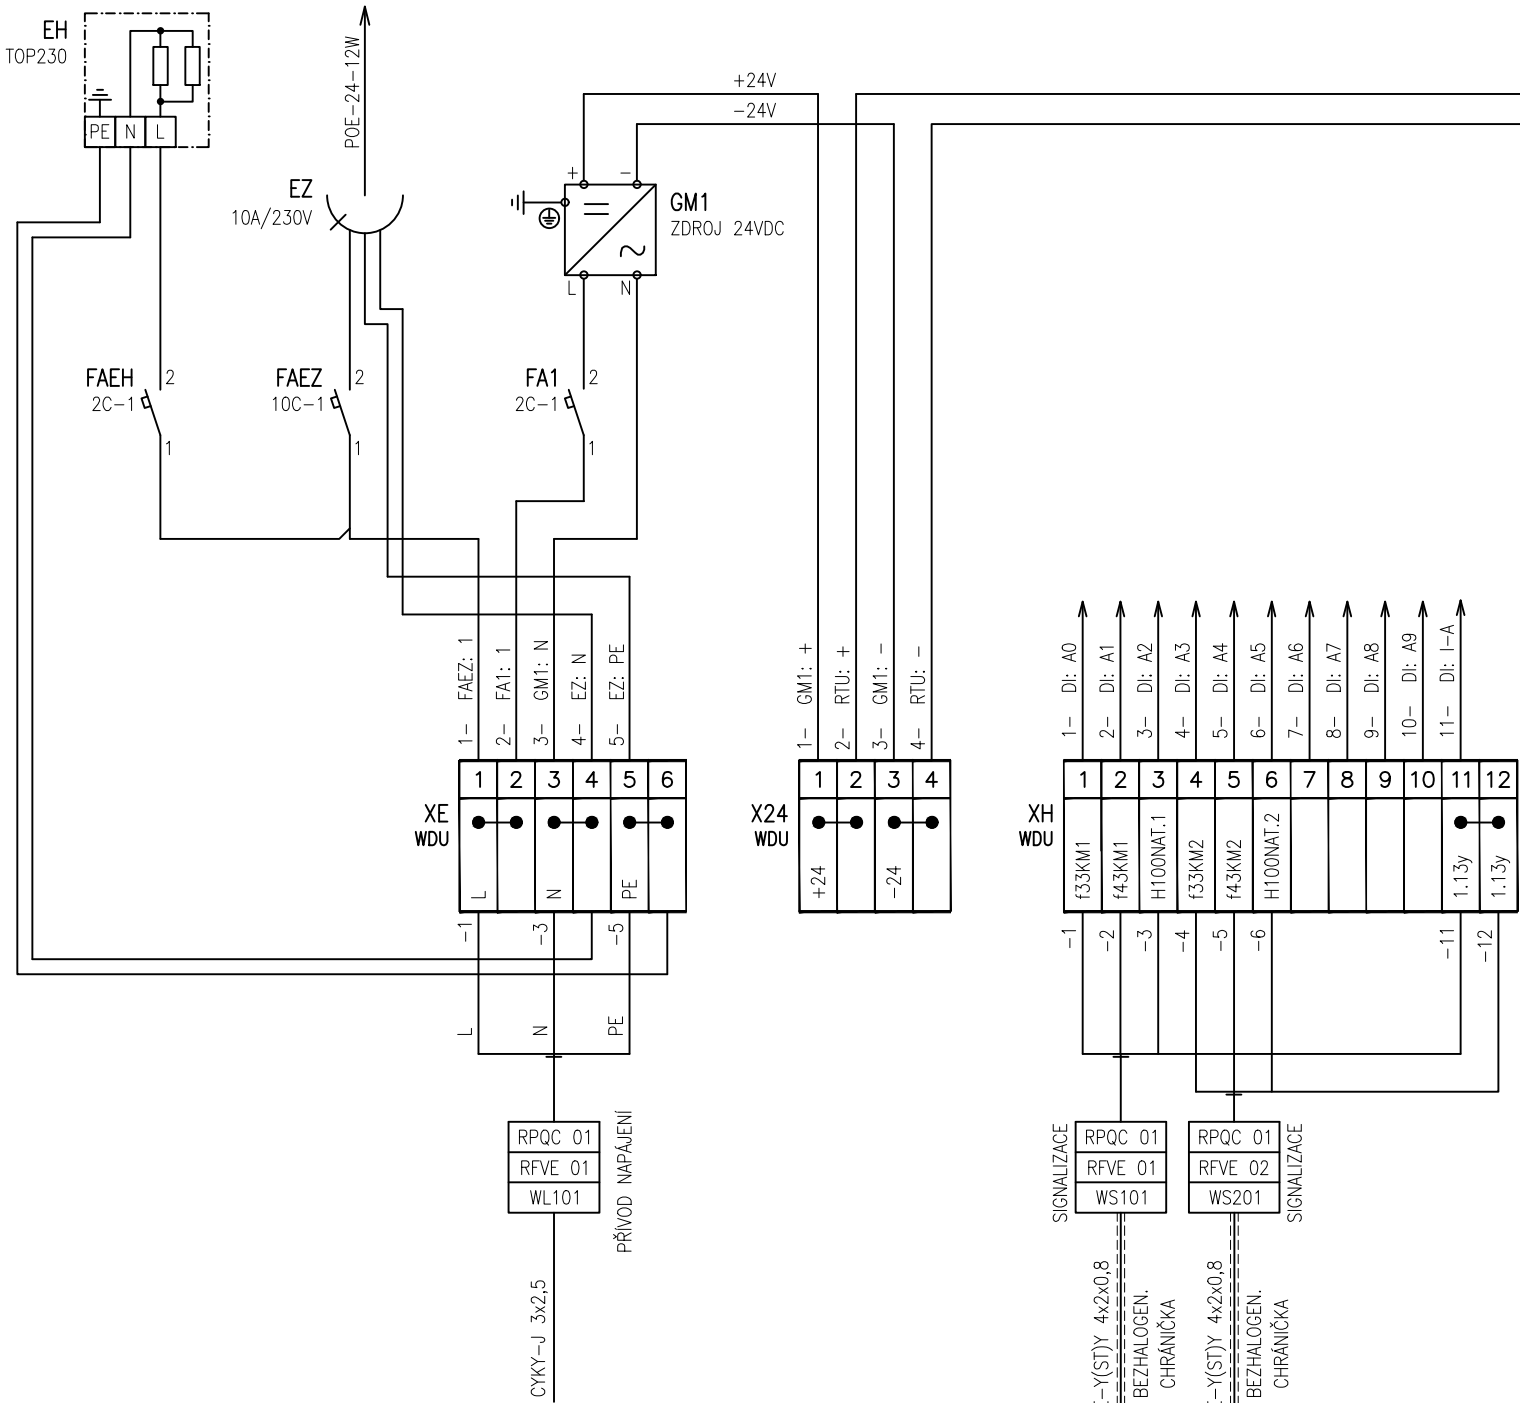 EH
TOP230
PE N L
POE-24-12W
EZ
10A/230V
+24V
-24V
+ -
GM1
ZDROJ 24VDC
L N
FAEH
2C-1
2
1
FAEZ
10C-1
2
1
FA1
2C-1
2
1
1- FAEZ: 1
2- FA1: 1
3- GM1: N
4- EZ: N
5- EZ: PE
1- GM1: +
2- RTU: +
3- GM1: -
4- RTU: -
1- DI: A0
2- DI: A1
3- DI: A2
4- DI: A3
5- DI: A4
6- DI: A5
7- DI: A6
8- DI: A7
9- DI: A8
10- DI: A9
11- DI: I-A
XE
WDU
1 2 3 4 5 6
L
N
PE
-1
-3
-5
L
N
PE
X24
WDU
1 2 3 4
+24
-24
XH
WDU
1 2 3 4 5 6 7 8 9 10 11 12
f33KM1
f43KM1
H100NAT.1
f33KM2
f43KM2
H100NAT.2
1.13y
1.13y
-1
-2
-3
-4
-5
-6
-11
-12
RPQC 01
RFVE 01
WL101
PŘÍVOD NAPÁJENÍ
CYKY-J 3x2,5
SIGNALIZACE
RPQC 01
RFVE 01
WS101
-Y(ST)Y 4x2x0,8
BEZHALOGEN.
CHRÁNIČKA
RPQC 01
RFVE 02
WS201
SIGNALIZACE
-Y(ST)Y 4x2x0,8
BEZHALOGEN.
CHRÁNIČKA